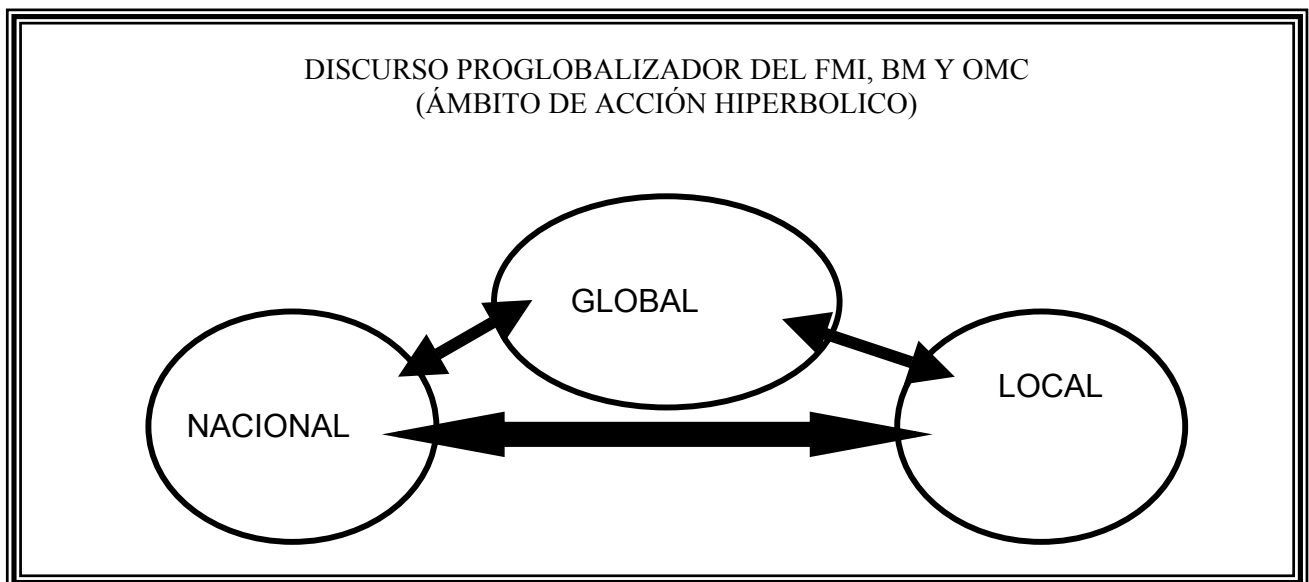 DISCURSO PROGLOBALIZADOR DEL FMI, BM Y OMC
(ÁMBITO DE ACCIÓN HIPERBOLICO)
GLOBAL
LOCAL
NACIONAL